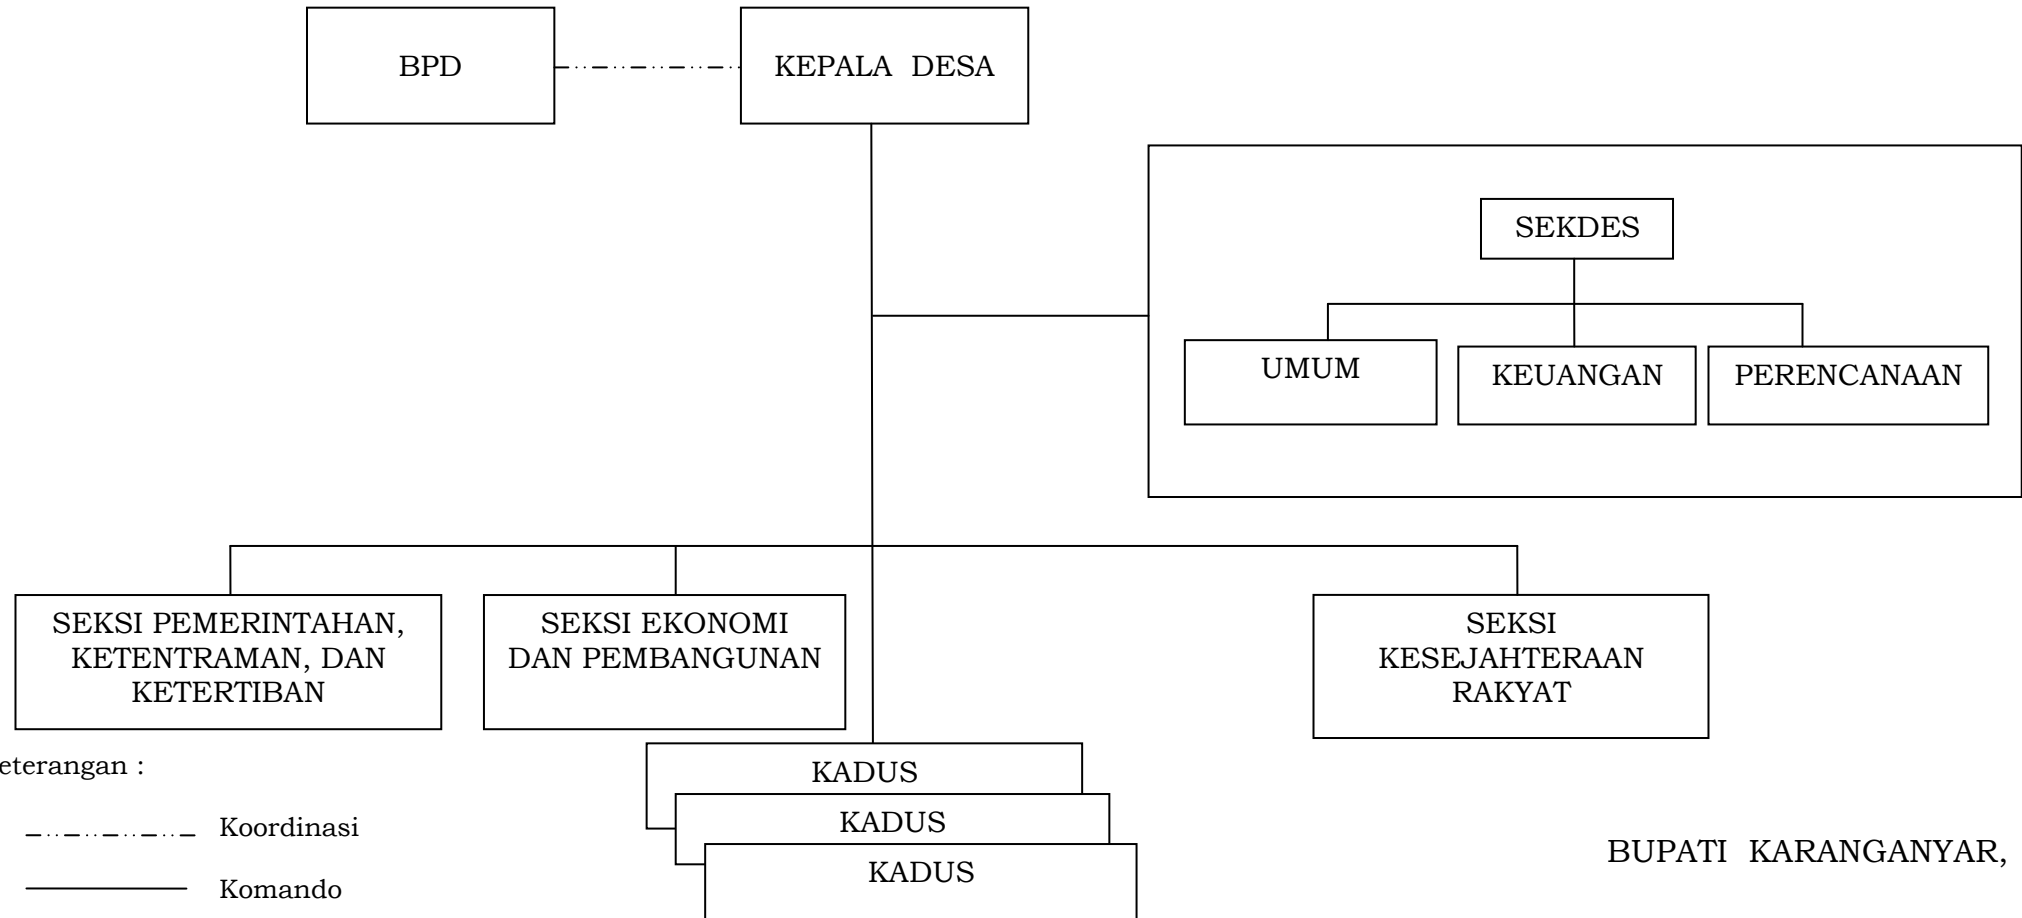 BPD
KEPALA DESA
SEKDES
UMUM
KEUANGAN
PERENCANAAN
SEKSI PEMERINTAHAN,
KETENTRAMAN, DAN
KETERTIBAN
SEKSI EKONOMI
DAN PEMBANGUNAN
SEKSI
KESEJAHTERAAN
RAKYAT
KADUS
KADUS
KADUS
eterangan :
Koordinasi
Komando
BUPATI KARANGANYAR,